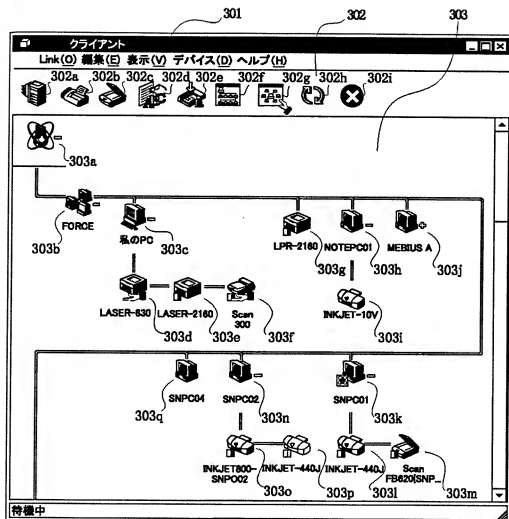 301
302
303
クライアント
Link(O) 編集(E) 表示(V) デバイス(D) ヘルプ(H)
302a 302b 302c 302d 302e 302f 302g 302h 302i
303a
303b FORCE
私のPC 303c
LPR-2160 303g
NOTEPC01 303h
MEBIUS A 303j
LASER-830 303d
LASER-2160 303e
Scan
300 303f
INKJET-10V 303i
303q SNPC04
SNPC02 303n
SNPC01 303k
INKJET800-
SNPO02 303o
INKJET-440J 303p
INKJET-440J 303l
Scan
FB620[SNP_ 303m
待機中